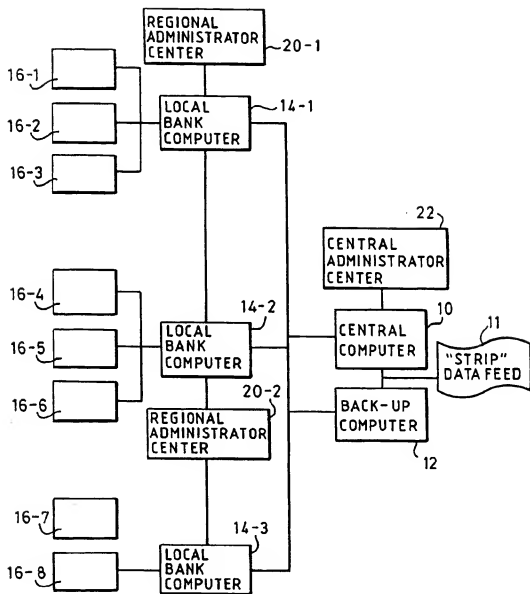 REGIONAL
ADMINISTRATOR
CENTER
20-1
16-1
16-2
16-3
LOCAL
BANK
COMPUTER
14-1
22
CENTRAL
ADMINISTRATOR
CENTER
16-4
16-5
16-6
LOCAL
BANK
COMPUTER
14-2
10
CENTRAL
COMPUTER
11
"STRIP"
DATA FEED
20-2
REGIONAL
ADMINISTRATOR
CENTER
BACK-UP
COMPUTER
12
16-7
16-8
14-3
LOCAL
BANK
COMPUTER